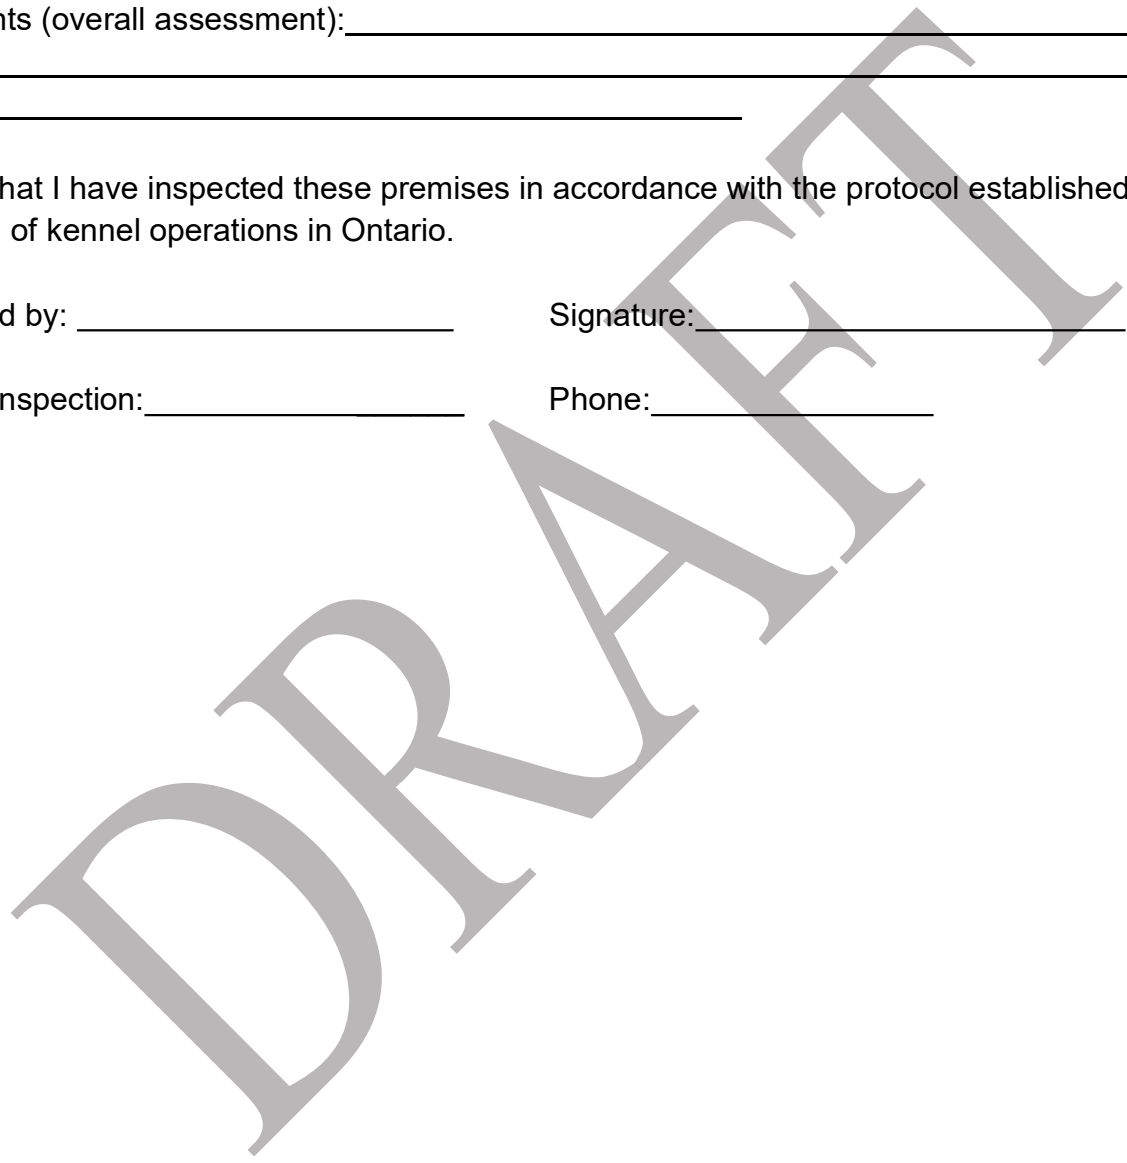 nts (overall assessment):
hat I have inspected these premises in accordance with the protocol established
of kennel operations in Ontario.
d by: Signature:
nspection: Phone:
DRAFT